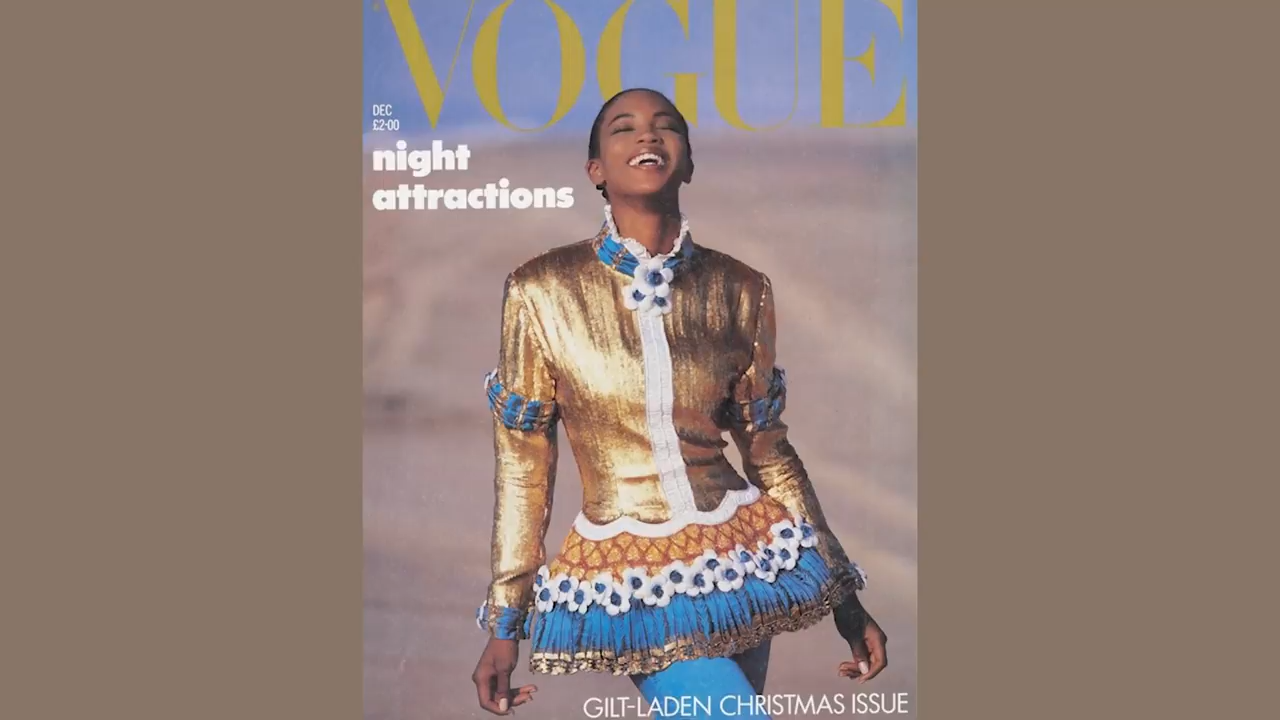 VOGUE
DEC
£2·00
night
attractions
GILT-LADEN CHRISTMAS ISSUE